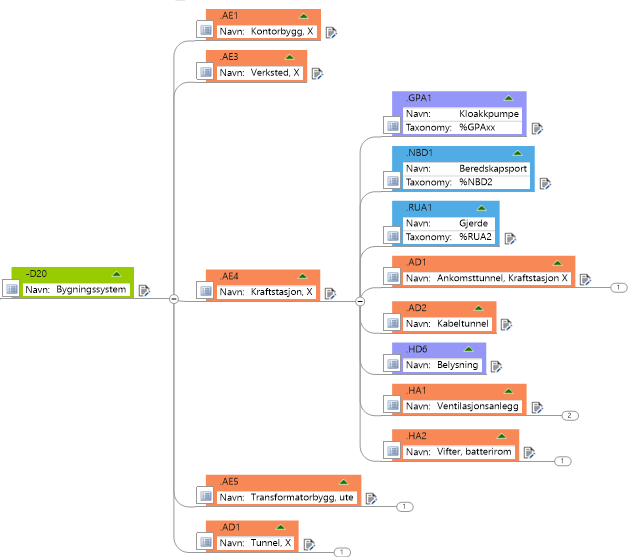 .AE1
Navn: Kontorbygg, X
.AE3
Navn: Verksted, X
.GPA1
Navn: Kloakkpumpe
Taxonomy: %GPAxx
.NBD1
Navn: Beredskapsport
Taxonomy: %NBD2
.RUA1
Navn: Gjerde
Taxonomy: %RUA2
-D20
Navn: Bygningssystem
.AE4
Navn: Kraftstasjon, X
.AD1
Navn: Ankomsttunnel, Kraftstasjon X
1
.AD2
Navn: Kabeltunnel
.HD6
Navn: Belysning
.HA1
Navn: Ventilasjonsanlegg
2
.HA2
Navn: Vifter, batterirom
1
.AE5
Navn: Transformatorbygg, ute
1
.AD1
Navn: Tunnel, X
1